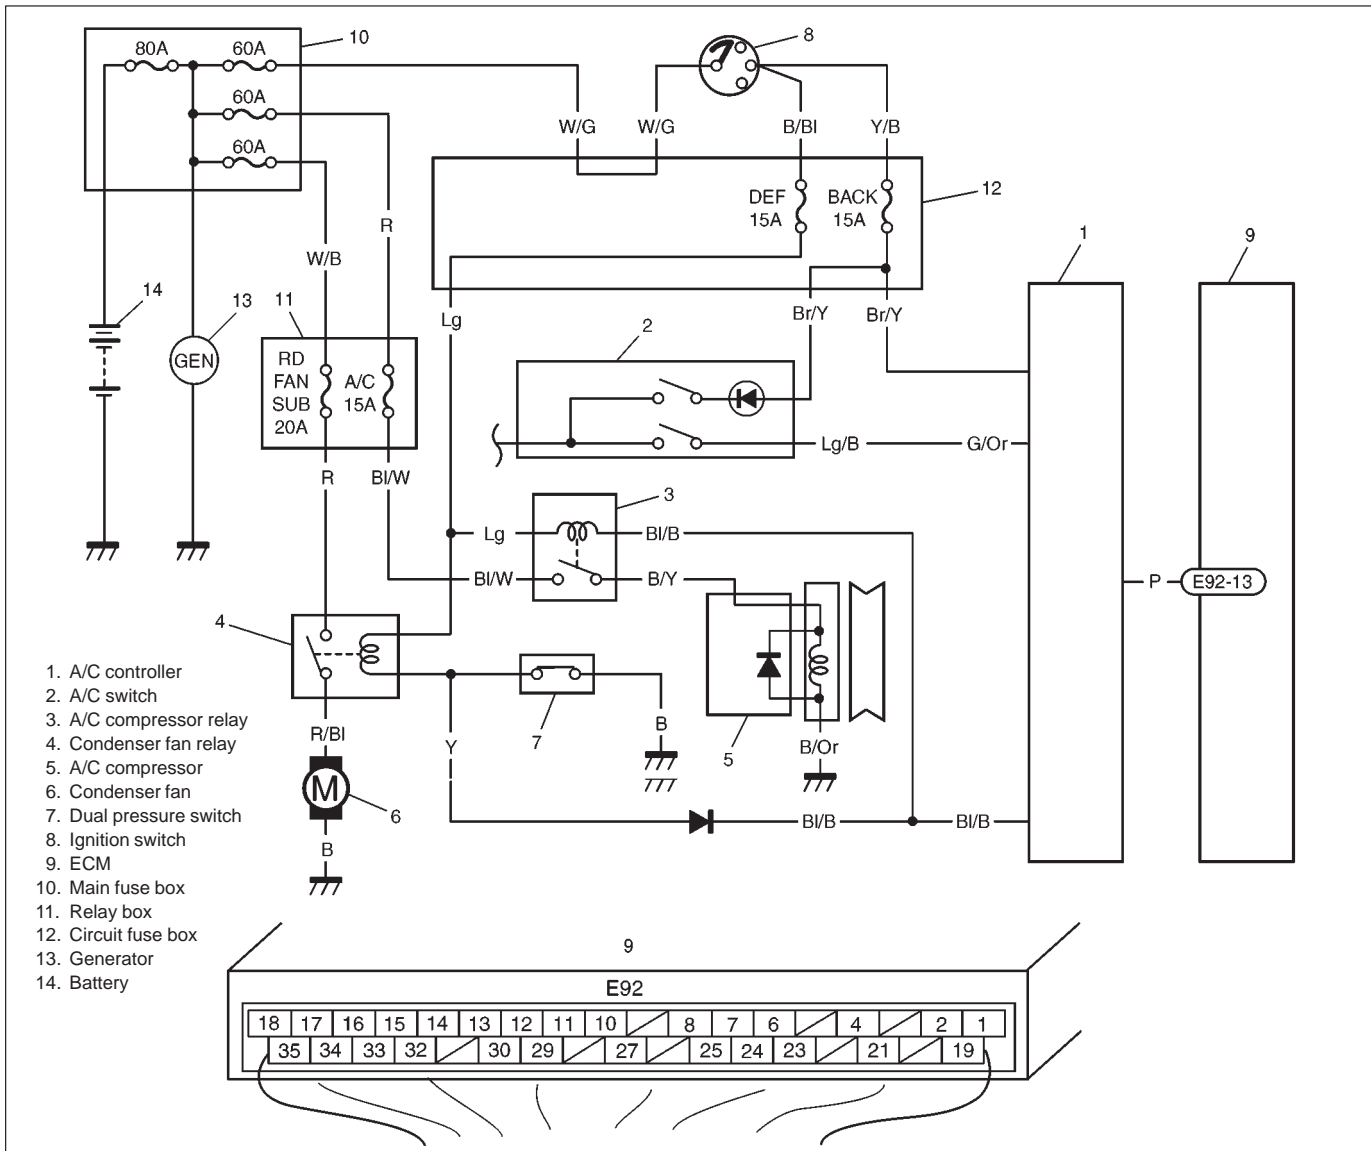 80A 60A 10 8
60A
60A
W/G W/G B/Bl Y/B
DEF 15A BACK 15A 12
R
W/B
1 9
14 13 11
Lg Br/Y Br/Y
2
GEN
RD FAN SUB 20A A/C 15A
Lg/B G/Or
R Bl/W
3
Lg Bl/B
Bl/W B/Y
P E92-13
4
1. A/C controller
2. A/C switch
3. A/C compressor relay
4. Condenser fan relay
5. A/C compressor
6. Condenser fan
7. Dual pressure switch
8. Ignition switch
9. ECM
10. Main fuse box
11. Relay box
12. Circuit fuse box
13. Generator
14. Battery
R/Bl Y 7 B 5 B/Or
M 6
Bl/B Bl/B
B
9
E92
18 17 16 15 14 13 12 11 10 8 7 6 4 2 1
35 34 33 32 30 29 27 25 24 23 21 19